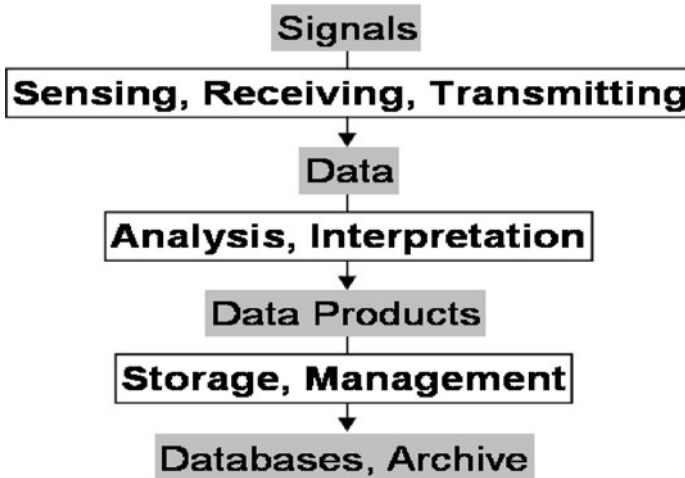 Signals
Sensing, Receiving, Transmitting
Data
Analysis, Interpretation
Data Products
Storage, Management
Databases, Archive